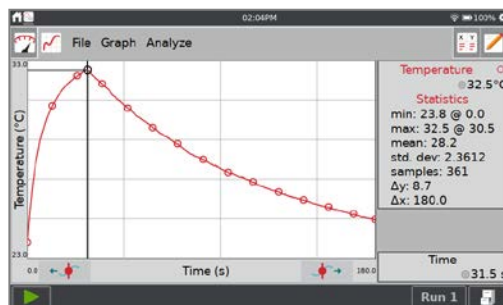 02:04PM
100%
File Graph Analyze
X Y
33.0
Temperature (°C)
23.0
0.0
Time (s)
180.0
Temperature
32.5°C
Statistics
min: 23.8 @ 0.0
max: 32.5 @ 30.5
mean: 28.2
std. dev: 2.3612
samples: 361
Δy: 8.7
Δx: 180.0
Time
31.5 s
Run 1